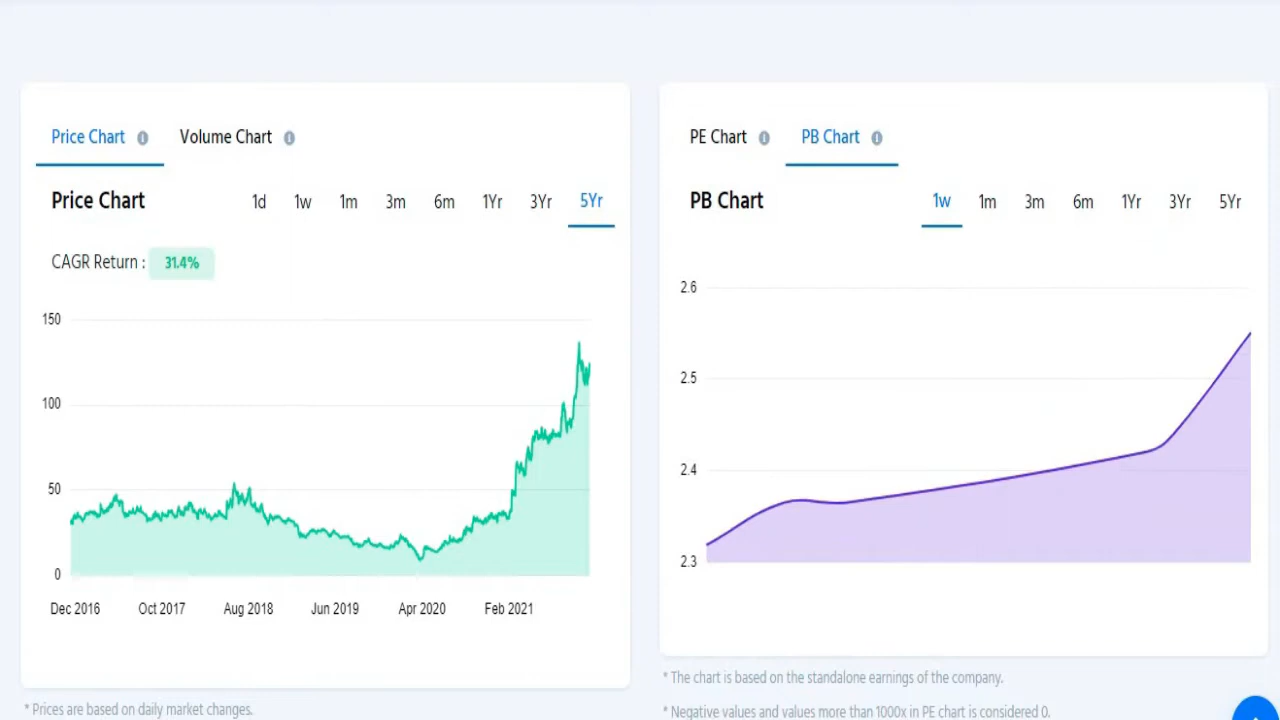 Price Chart Volume Chart
Price Chart 1d 1w 1m 3m 6m 1Yr 3Yr 5Yr
CAGR Return : 31.4%
150
100
50
0
Dec 2016 Oct 2017 Aug 2018 Jun 2019 Apr 2020 Feb 2021
* Prices are based on daily market changes.
PE Chart PB Chart
PB Chart 1w 1m 3m 6m 1Yr 3Yr 5Yr
2.6
2.5
2.4
2.3
* The chart is based on the standalone earnings of the company.
* Negative values and values more than 1000x in PE chart is considered 0.